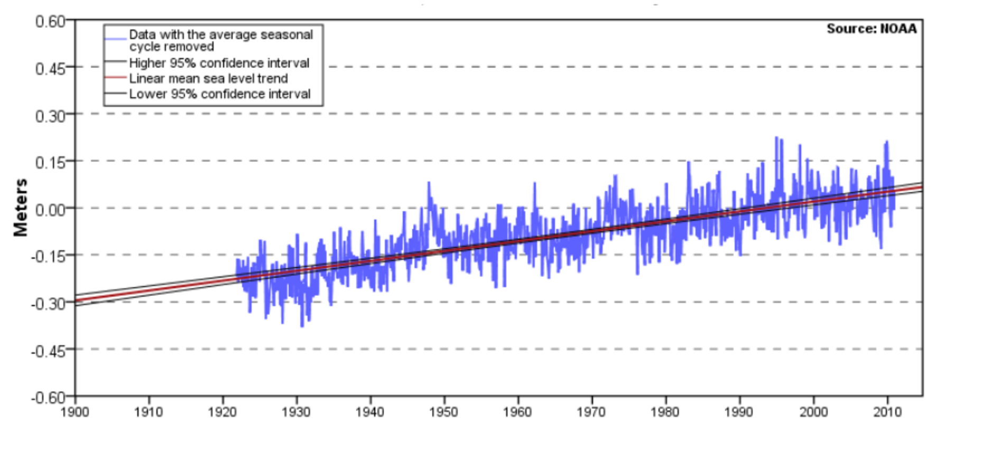 0.60
Source: NOAA
Data with the average seasonal
cycle removed
Higher 95% confidence interval
Linear mean sea level trend
Lower 95% confidence interval
0.45
0.30
0.15
0.00
-0.15
-0.30
-0.45
-0.60
Meters
1900 1910 1920 1930 1940 1950 1960 1970 1980 1990 2000 2010